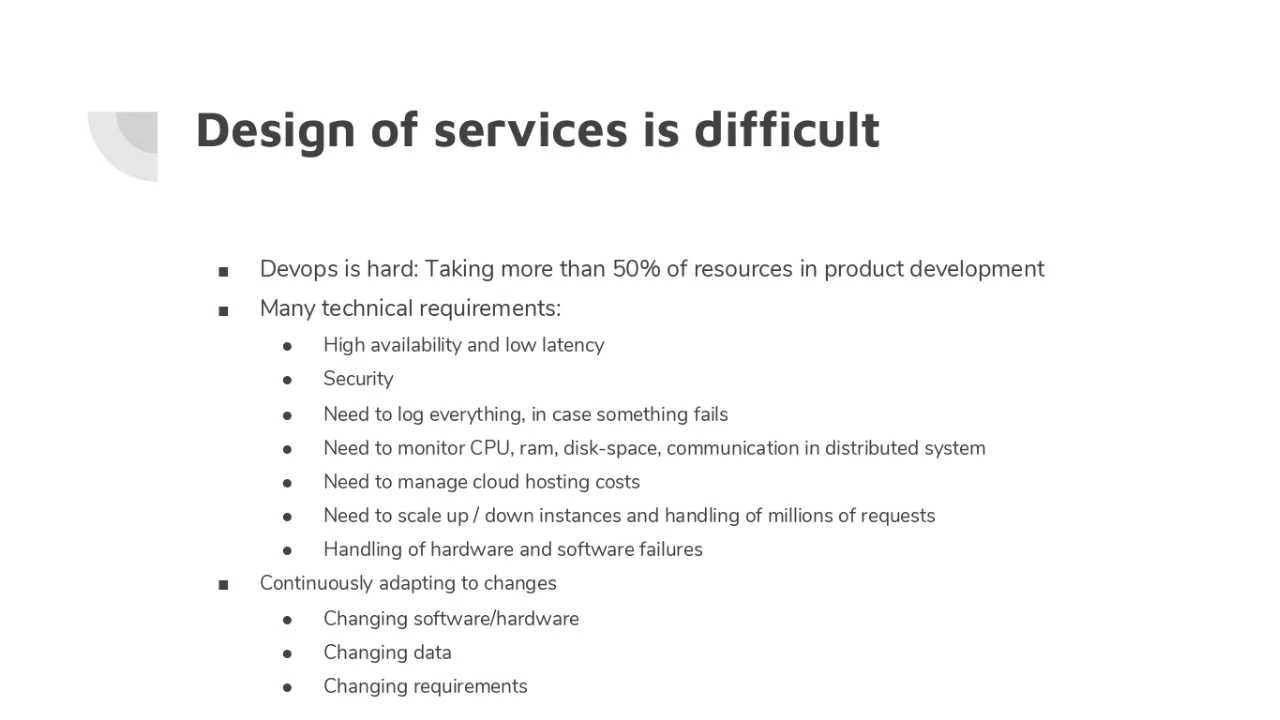 Design of services is difficult
■ Devops is hard: Taking more than 50% of resources in product development
■ Many technical requirements:
● High availability and low latency
● Security
● Need to log everything, in case something fails
● Need to monitor CPU, ram, disk-space, communication in distributed system
● Need to manage cloud hosting costs
● Need to scale up / down instances and handling of millions of requests
● Handling of hardware and software failures
■ Continuously adapting to changes
● Changing software/hardware
● Changing data
● Changing requirements